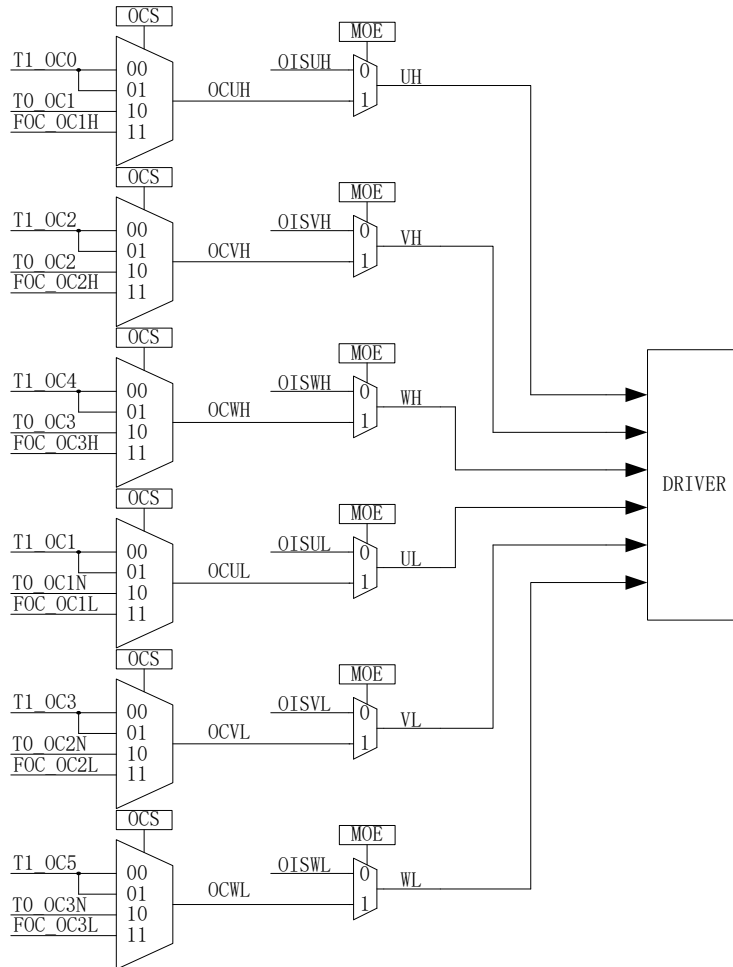 OCS
MOE
T1_OC0
00
OISUH
0
UH
01
OCUH
T0_OC1
10
1
FOC_OC1H
11
OCS
MOE
T1_OC2
00
OISVH
0
VH
01
OCVH
T0_OC2
10
1
FOC_OC2H
11
OCS
MOE
T1_OC4
00
OISWH
0
WH
01
OCWH
T0_OC3
10
1
FOC_OC3H
11
DRIVER
OCS
MOE
T1_OC1
00
OISUL
0
UL
01
OCUL
T0_OC1N
10
1
FOC_OC1L
11
OCS
MOE
T1_OC3
00
OISVL
0
VL
01
OCVL
T0_OC2N
10
1
FOC_OC2L
11
OCS
MOE
T1_OC5
00
OISWL
0
WL
01
OCWL
T0_OC3N
10
1
FOC_OC3L
11